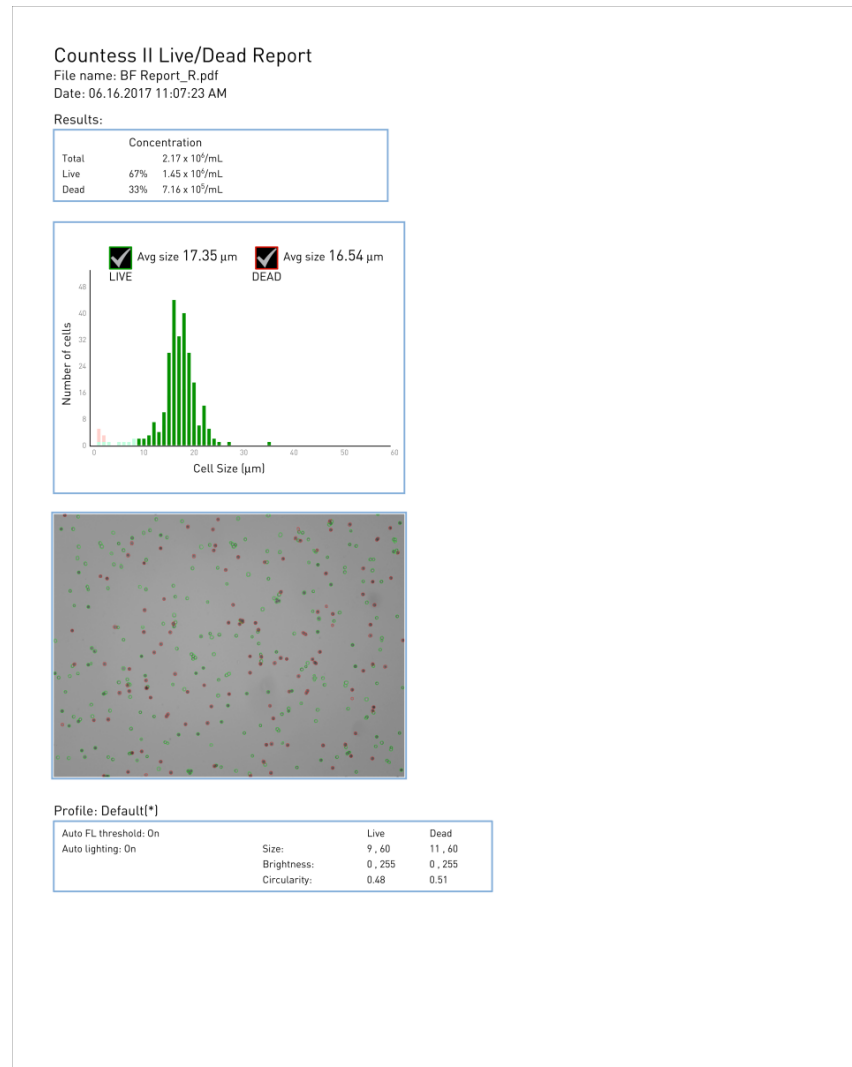 Countess II Live/Dead Report
File name: BF Report_R.pdf
Date: 06.16.2017 11:07:23 AM
Results:
Concentration
Total 2.17 x 10⁶/mL
Live 67% 1.45 x 10⁶/mL
Dead 33% 7.16 x 10⁵/mL
Avg size 17.35 µm Avg size 16.54 µm
LIVE DEAD
Number of cells
48
40
32
24
16
8
0
0 10 20 30 40 50 60
Cell Size (µm)
Profile: Default(*)
Auto FL threshold: On Live Dead
Auto lighting: On Size: 9 , 60 11 , 60
Brightness: 0 , 255 0 , 255
Circularity: 0.48 0.51